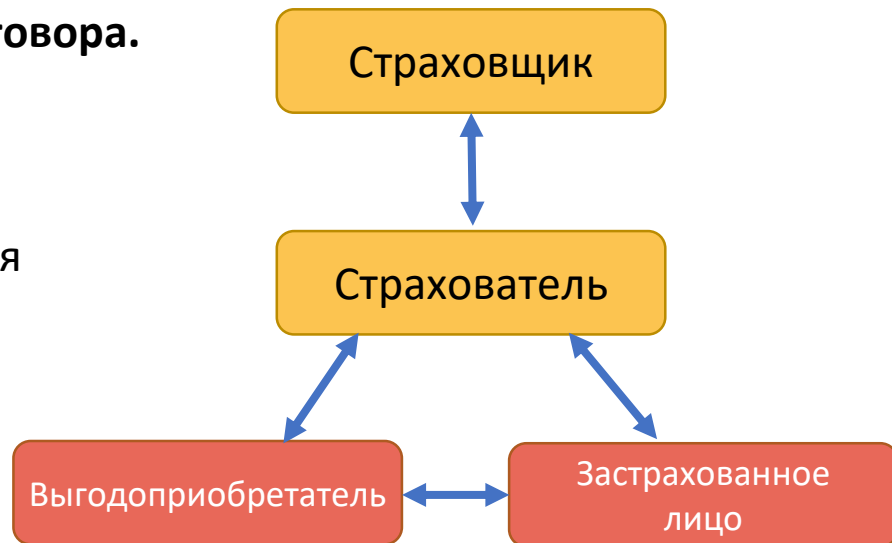 говора.
Страховщик
я
Страхователь
Выгодоприобретатель
Застрахованное
лицо